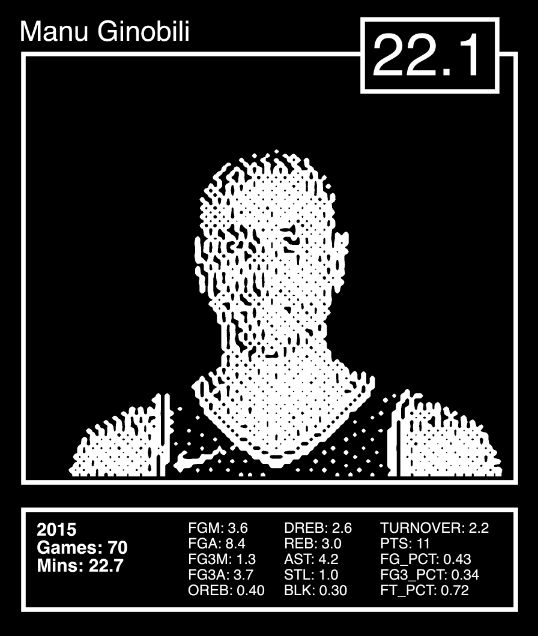 Manu Ginobili
22.1
2015
Games: 70
Mins: 22.7
FGM: 3.6
FGA: 8.4
FG3M: 1.3
FG3A: 3.7
OREB: 0.40
DREB: 2.6
REB: 3.0
AST: 4.2
STL: 1.0
BLK: 0.30
TURNOVER: 2.2
PTS: 11
FG_PCT: 0.43
FG3_PCT: 0.34
FT_PCT: 0.72